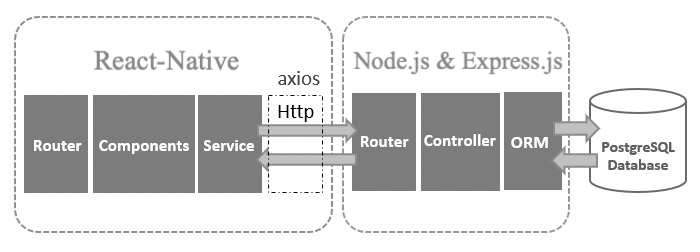 React-Native
Node.js & Express.js
axios
Http
Router
Components
Service
Router
Controller
ORM
PostgreSQL
Database